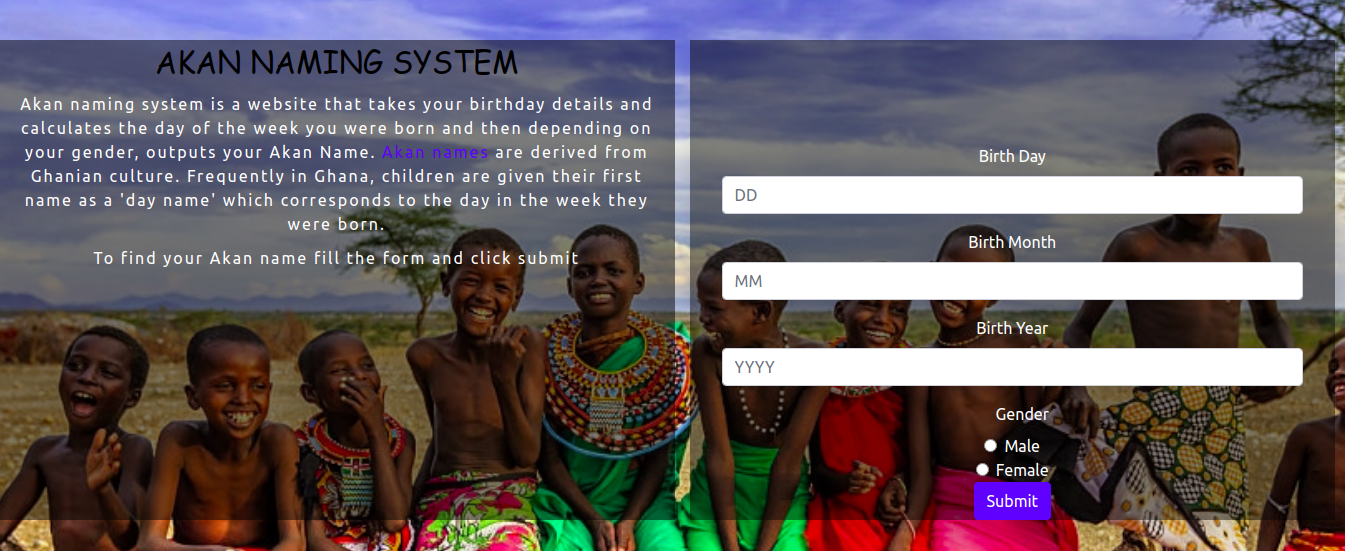 AKAN NAMING SYSTEM
Akan naming system is a website that takes your birthday details and
calculates the day of the week you were born and then depending on
your gender, outputs your Akan Name. Akan names are derived from
Ghanian culture. Frequently in Ghana, children are given their first
name as a 'day name' which corresponds to the day in the week they
were born.
To find your Akan name fill the form and click submit
Birth Day
DD
Birth Month
MM
Birth Year
YYYY
Gender
Male
Female
Submit